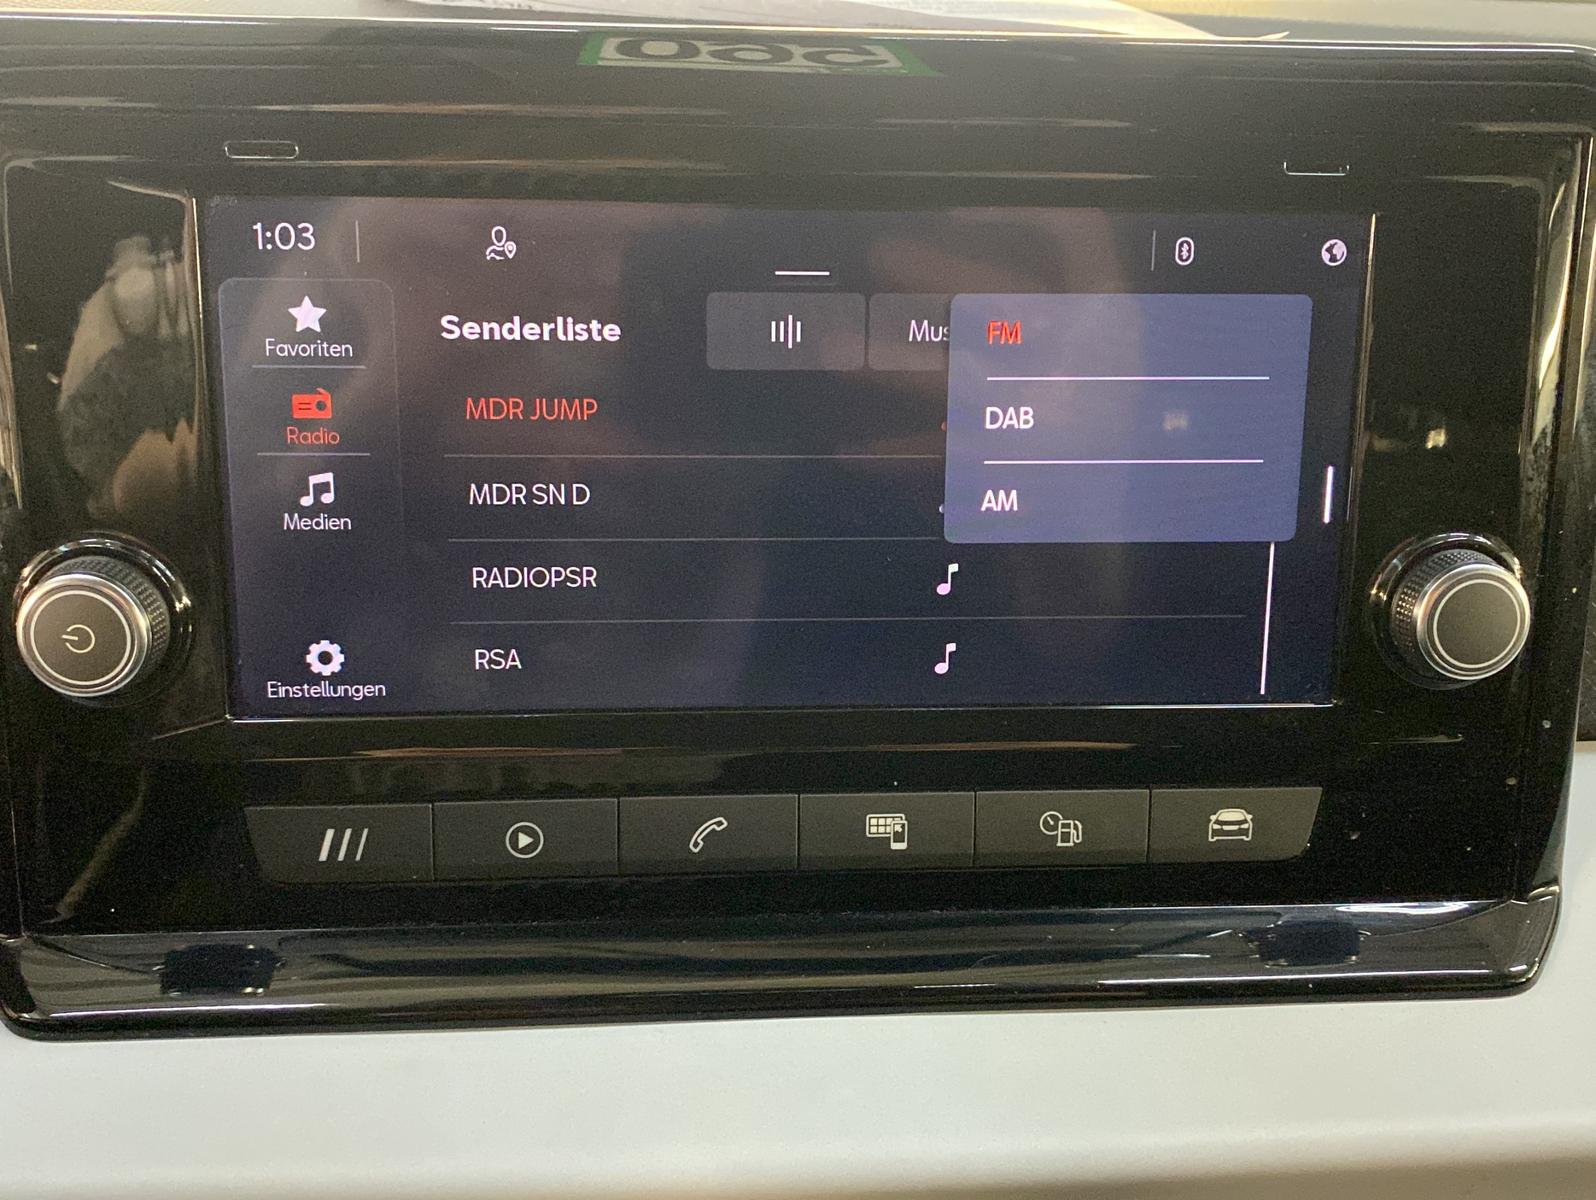 1:03
Favoriten
Radio
Medien
Einstellungen
Senderliste
Mus
FM
DAB
AM
MDR JUMP
MDR SN D
RADIOPSR
RSA